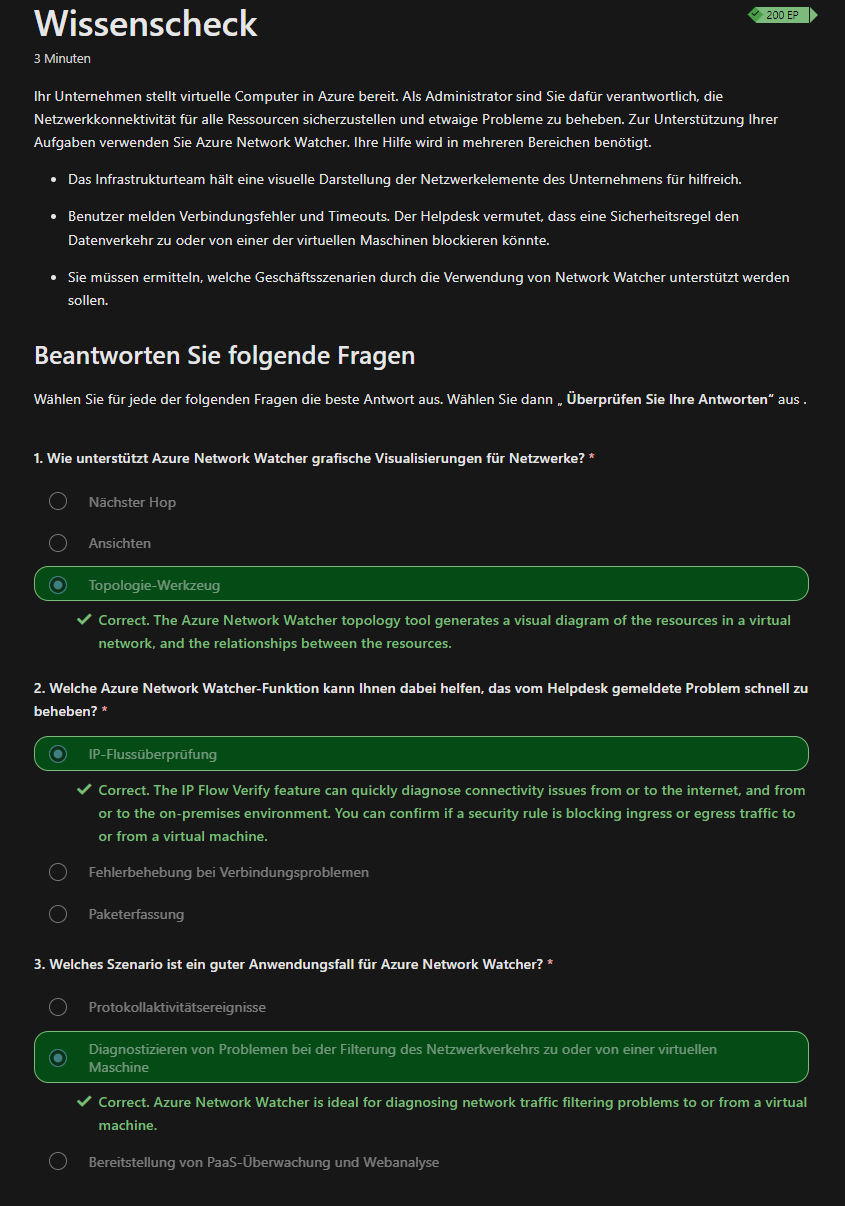 Wissenscheck
200 EP
3 Minuten
Ihr Unternehmen stellt virtuelle Computer in Azure bereit. Als Administrator sind Sie dafür verantwortlich, die
Netzwerkkonnektivität für alle Ressourcen sicherzustellen und etwaige Probleme zu beheben. Zur Unterstützung Ihrer
Aufgaben verwenden Sie Azure Network Watcher. Ihre Hilfe wird in mehreren Bereichen benötigt.
• Das Infrastrukturteam hält eine visuelle Darstellung der Netzwerkelemente des Unternehmens für hilfreich.
• Benutzer melden Verbindungsfehler und Timeouts. Der Helpdesk vermutet, dass eine Sicherheitsregel den
Datenverkehr zu oder von einer der virtuellen Maschinen blockieren könnte.
• Sie müssen ermitteln, welche Geschäftsszenarien durch die Verwendung von Network Watcher unterstützt werden
sollen.
Beantworten Sie folgende Fragen
Wählen Sie für jede der folgenden Fragen die beste Antwort aus. Wählen Sie dann „ Überprüfen Sie Ihre Antworten“ aus .
1. Wie unterstützt Azure Network Watcher grafische Visualisierungen für Netzwerke? *
Nächster Hop
Ansichten
Topologie-Werkzeug
Correct. The Azure Network Watcher topology tool generates a visual diagram of the resources in a virtual
network, and the relationships between the resources.
2. Welche Azure Network Watcher-Funktion kann Ihnen dabei helfen, das vom Helpdesk gemeldete Problem schnell zu
beheben? *
IP-Flussüberprüfung
Correct. The IP Flow Verify feature can quickly diagnose connectivity issues from or to the internet, and from
or to the on-premises environment. You can confirm if a security rule is blocking ingress or egress traffic to
or from a virtual machine.
Fehlerbehebung bei Verbindungsproblemen
Paketerfassung
3. Welches Szenario ist ein guter Anwendungsfall für Azure Network Watcher? *
Protokollaktivitätsereignisse
Diagnostizieren von Problemen bei der Filterung des Netzwerkverkehrs zu oder von einer virtuellen
Maschine
Correct. Azure Network Watcher is ideal for diagnosing network traffic filtering problems to or from a virtual
machine.
Bereitstellung von PaaS-Überwachung und Webanalyse